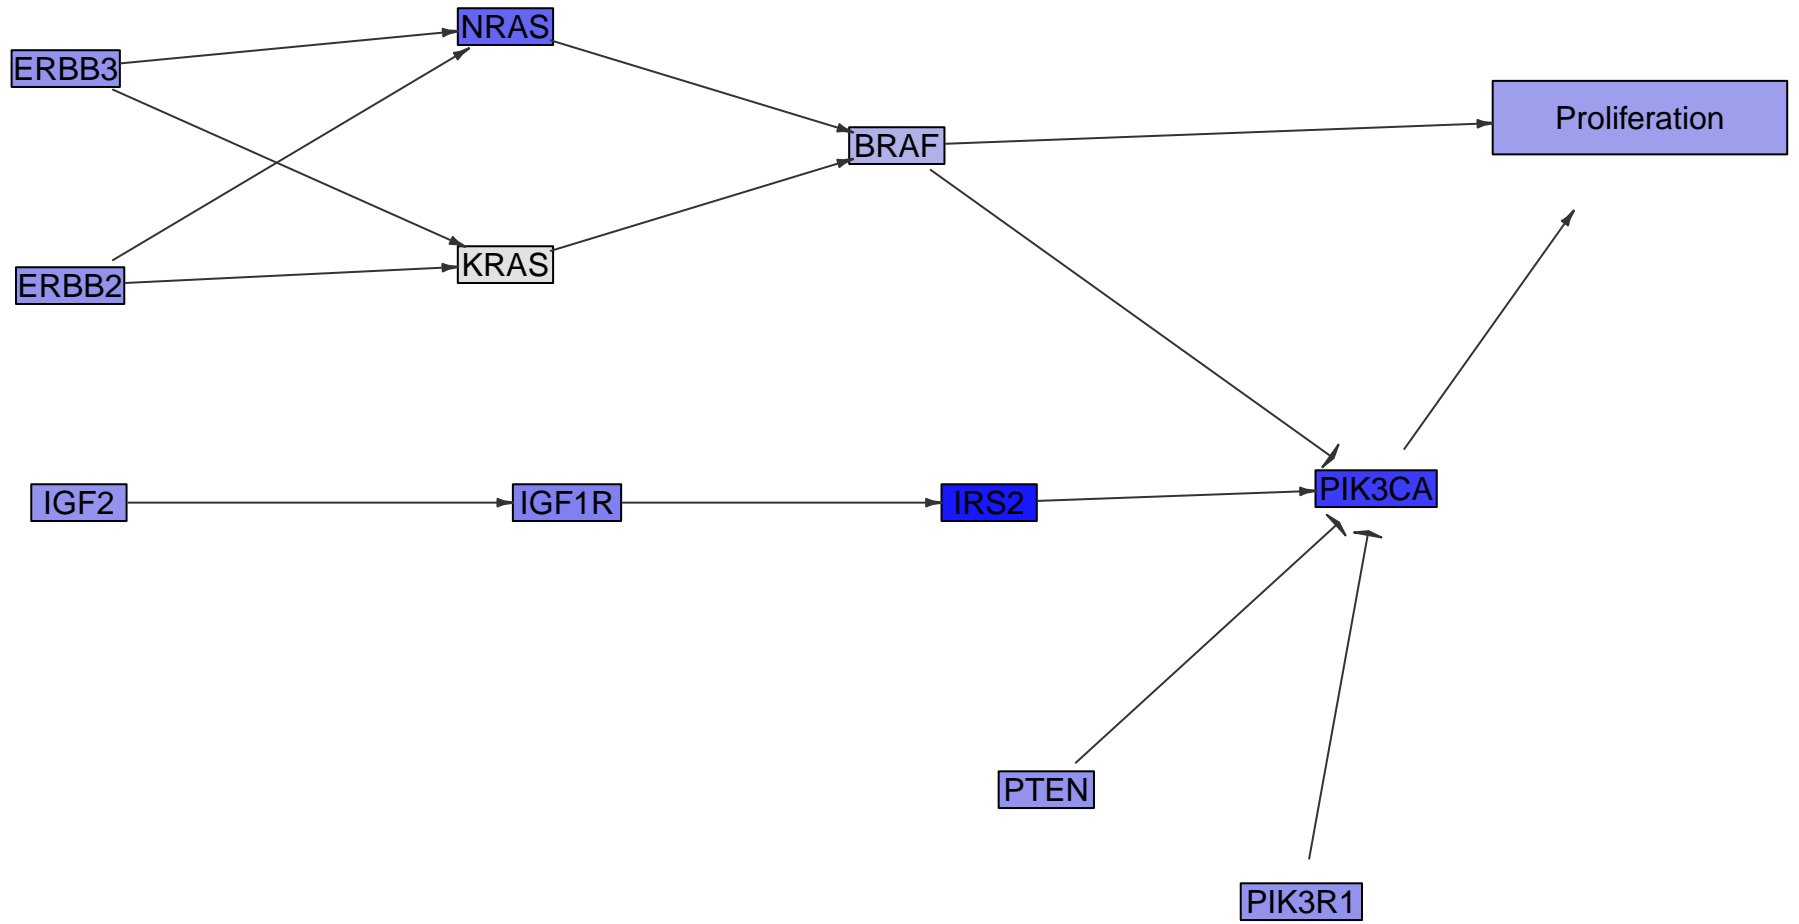 NRAS
ERBB3
Proliferation
BRAF
KRAS
ERBB2
IGF2
IGF1R
IRS2
PIK3CA
PTEN
PIK3R1